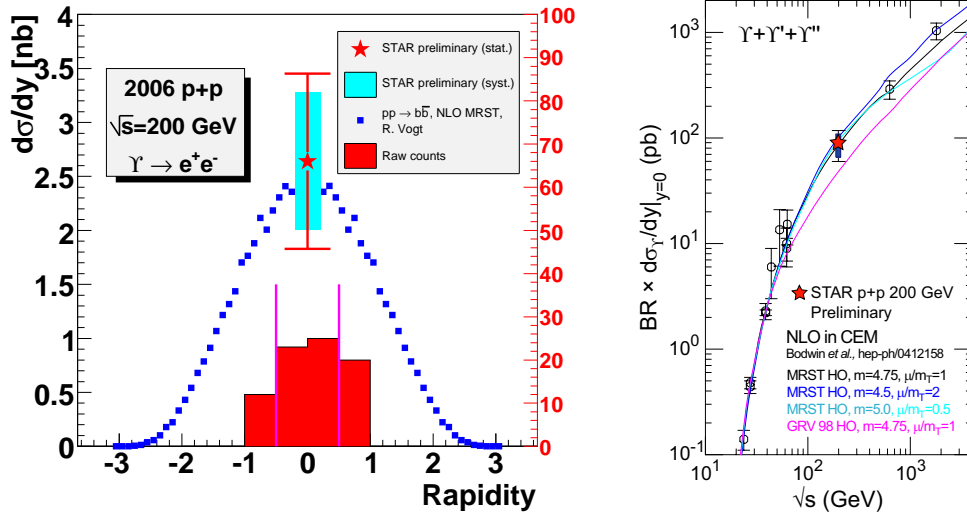 dσ/dy [nb]
4
3.5
3
2.5
2
1.5
1
0.5
0
2006 p+p
√s=200 GeV
ϒ → e⁺e⁻
STAR preliminary (stat.)
STAR preliminary (syst.)
pp → bb̅, NLO MRST,
R. Vogt
Raw counts
100
90
80
70
60
50
40
30
20
10
0
-3 -2 -1 0 1 2 3
Rapidity
BR × dσϒ/dy|y=0 (pb)
10³
10²
10
10⁰
10⁻¹
ϒ+ϒ'+ϒ''
STAR p+p 200 GeV
Preliminary
NLO in CEM
Bodwin et al., hep-ph/0412158
MRST HO, m=4.75, μ/mT=1
MRST HO, m=4.5, μ/mT=2
MRST HO, m=5.0, μ/mT=0.5
GRV 98 HO, m=4.75, μ/mT=1
10¹ 10² 10³
√s (GeV)